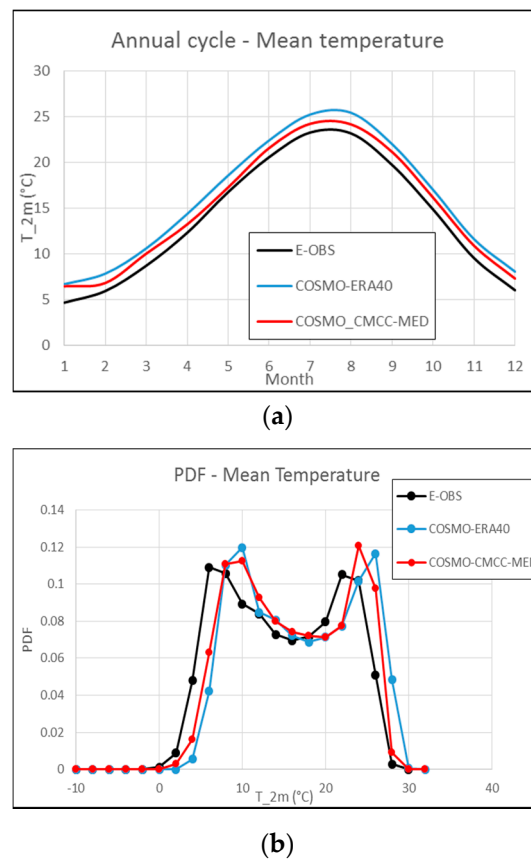 Annual cycle - Mean temperature
30
25
20
15
10
5
0
T_2m (°C)
E-OBS
COSMO-ERA40
COSMO_CMCC-MED
1 2 3 4 5 6 7 8 9 10 11 12
Month
(a)
PDF - Mean Temperature
0.14
0.12
0.1
0.08
0.06
0.04
0.02
0
PDF
E-OBS
COSMO-ERA40
COSMO-CMCC-MED
-10 0 10 20 30 40
T_2m (°C)
(b)